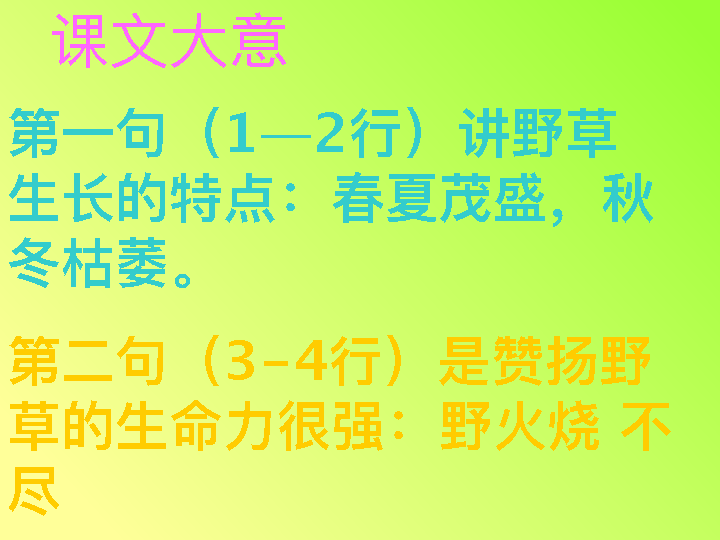 课文大意
第一句（1—2行）讲野草
生长的特点：春夏茂盛，秋
冬枯萎。
第二句（3-4行）是赞扬野
草的生命力很强：野火烧 不
尽